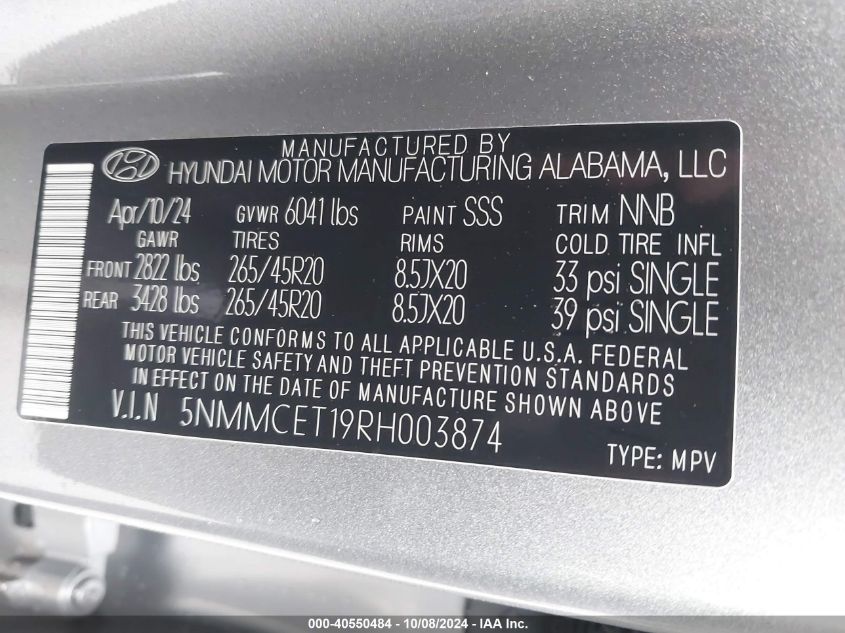 MANUFACTURED BY
HYUNDAI MOTOR MANUFACTURING ALABAMA, LLC
Apr/10/24 GVWR 6041 lbs PAINT SSS TRIM NNB
GAWR TIRES RIMS COLD TIRE INFL
FRONT 2822 lbs 265/45R20 8.5JX20 33 psi SINGLE
REAR 3428 lbs 265/45R20 8.5JX20 39 psi SINGLE
THIS VEHICLE CONFORMS TO ALL APPLICABLE U.S.A. FEDERAL
MOTOR VEHICLE SAFETY AND THEFT PREVENTION STANDARDS
IN EFFECT ON THE DATE OF MANUFACTURE SHOWN ABOVE
V.I.N 5NMMCET19RH003874
TYPE: MPV
000-40550484 - 10/08/2024 - IAA Inc.